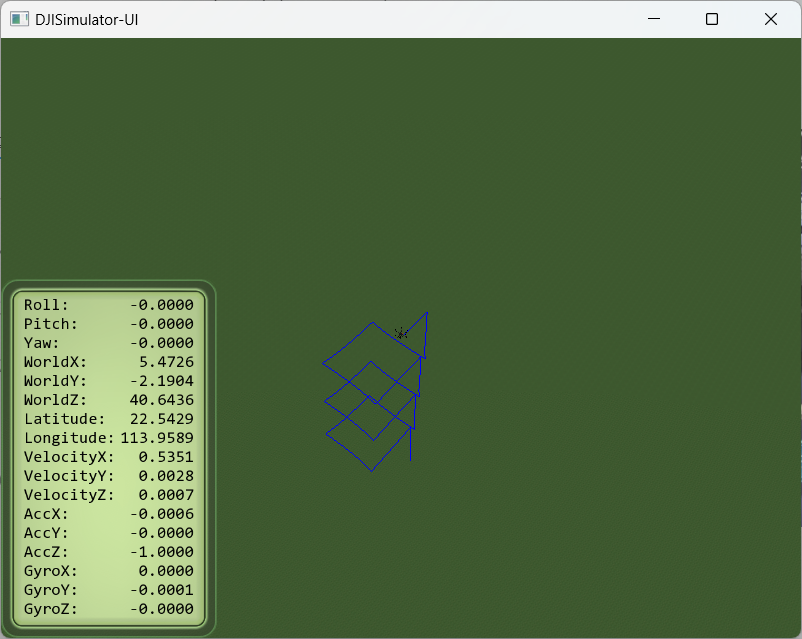 DJISimulator-UI
Roll: -0.0000
Pitch: -0.0000
Yaw: -0.0000
WorldX: 5.4726
WorldY: -2.1904
WorldZ: 40.6436
Latitude: 22.5429
Longitude: 113.9589
VelocityX: 0.5351
VelocityY: 0.0028
VelocityZ: 0.0007
AccX: -0.0006
AccY: -0.0000
AccZ: -1.0000
GyroX: 0.0000
GyroY: -0.0001
GyroZ: -0.0000